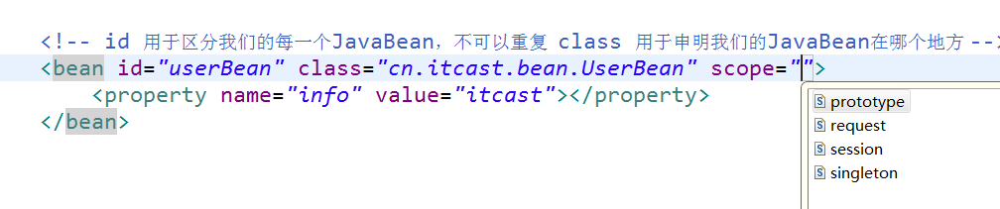 <!-- id 用于区分我们的每一个JavaBean，不可以重复 class 用于申明我们的JavaBean在哪个地方 --
<bean id="userBean" class="cn.itcast.bean.UserBean" scope="">
<property name="info" value="itcast"></property>
</bean>
prototype
request
session
singleton